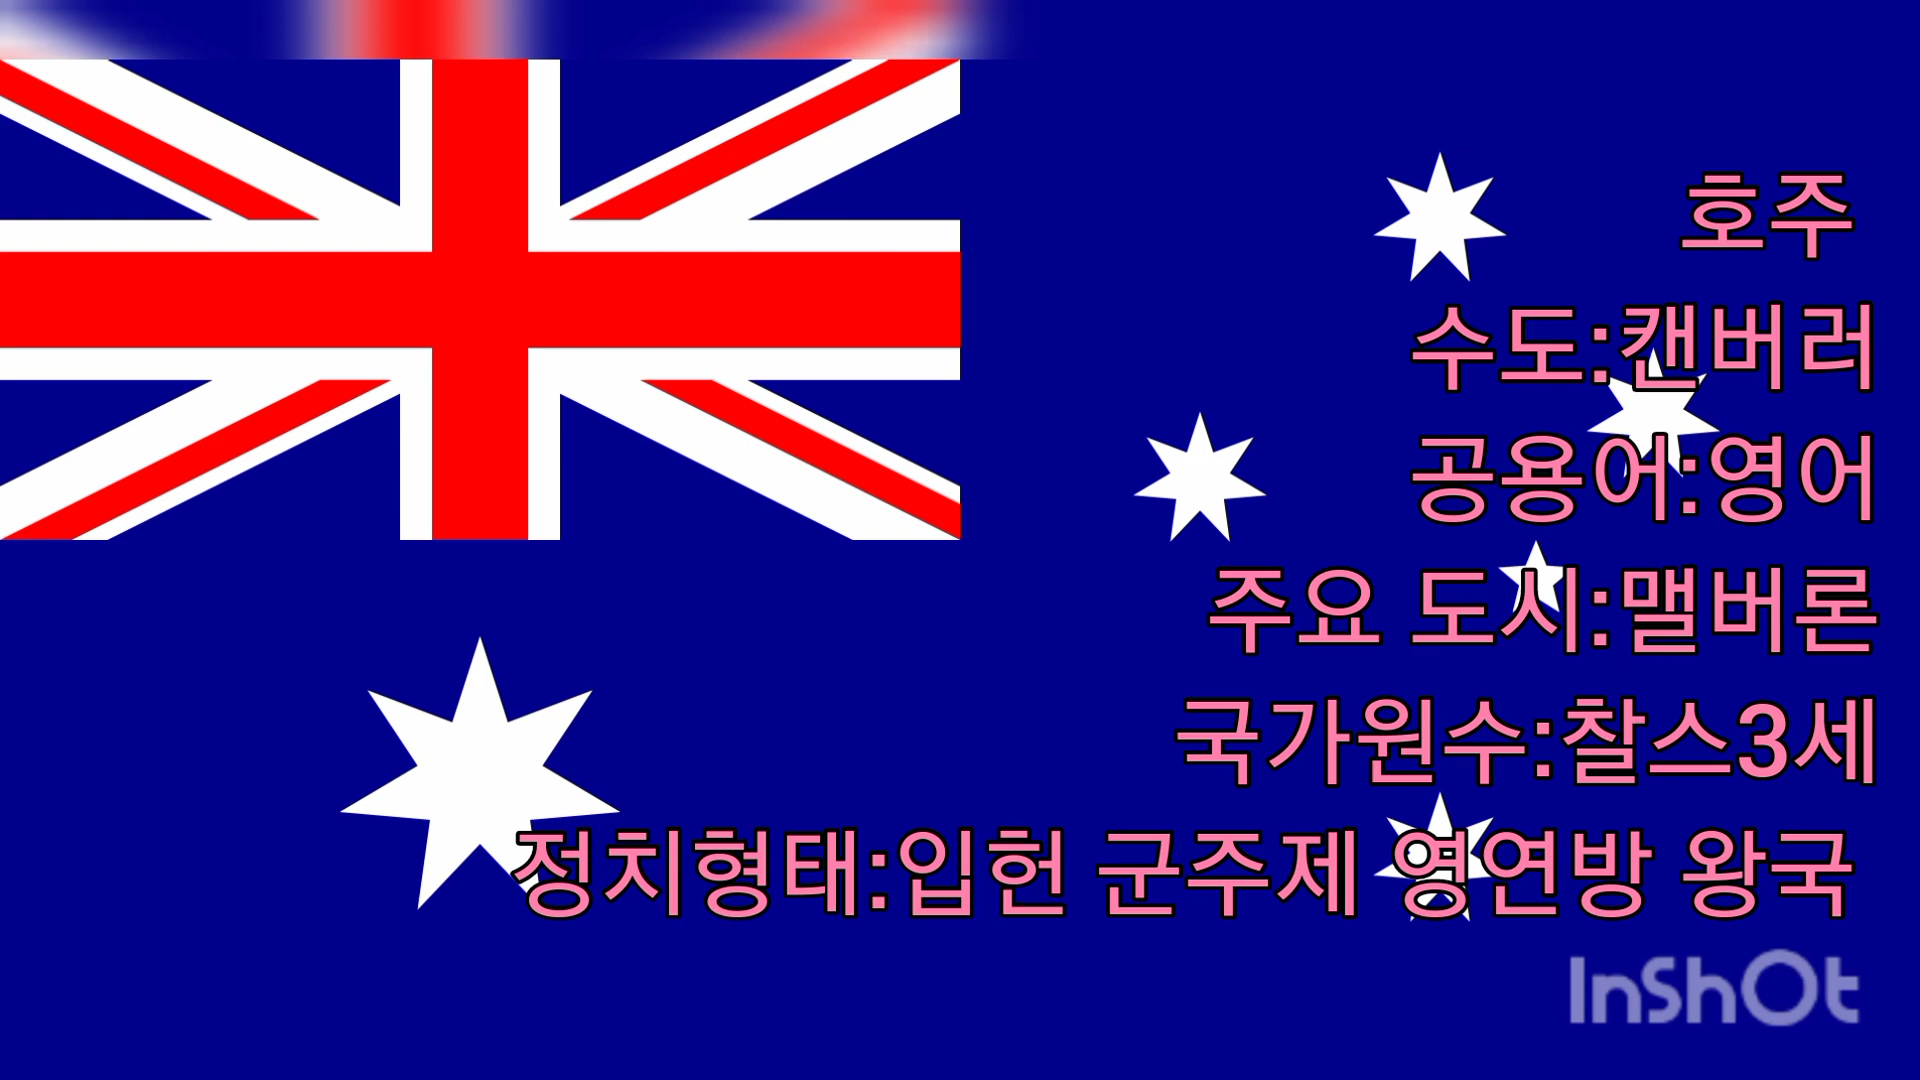 호주
수도:캔버러
공용어:영어
주요 도시:맬버론
국가원수:찰스3세
정치형태:입헌 군주제 영연방 왕국
InShOt